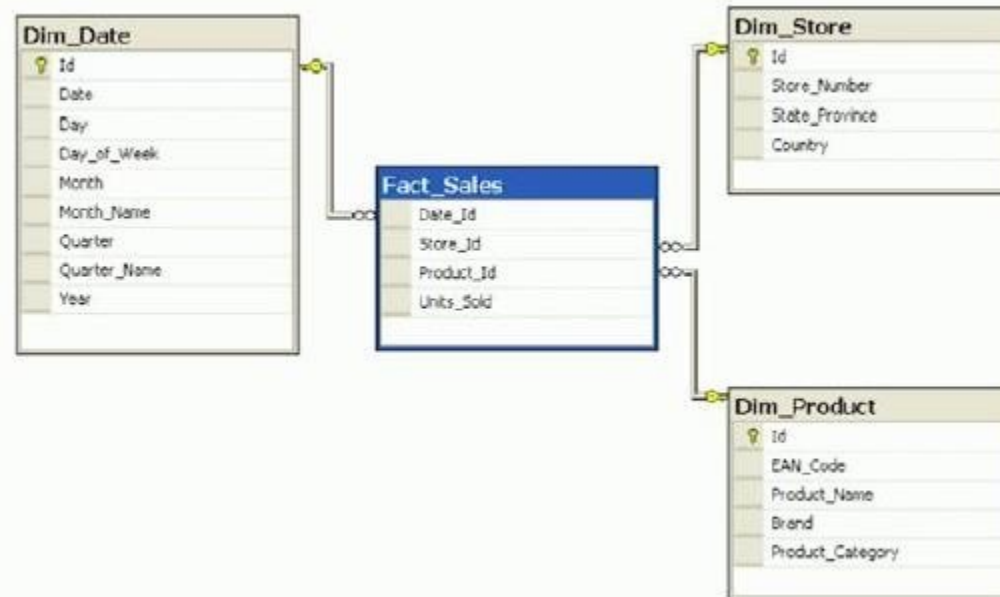 Dim_Date
Id
Date
Day
Day_of_Week
Month
Month_Name
Quarter
Quarter_Name
Year
Fact_Sales
Date_Id
Store_Id
Product_Id
Units_Sold
Dim_Store
Id
Store_Number
State_Province
Country
Dim_Product
Id
EAN_Code
Product_Name
Brand
Product_Category